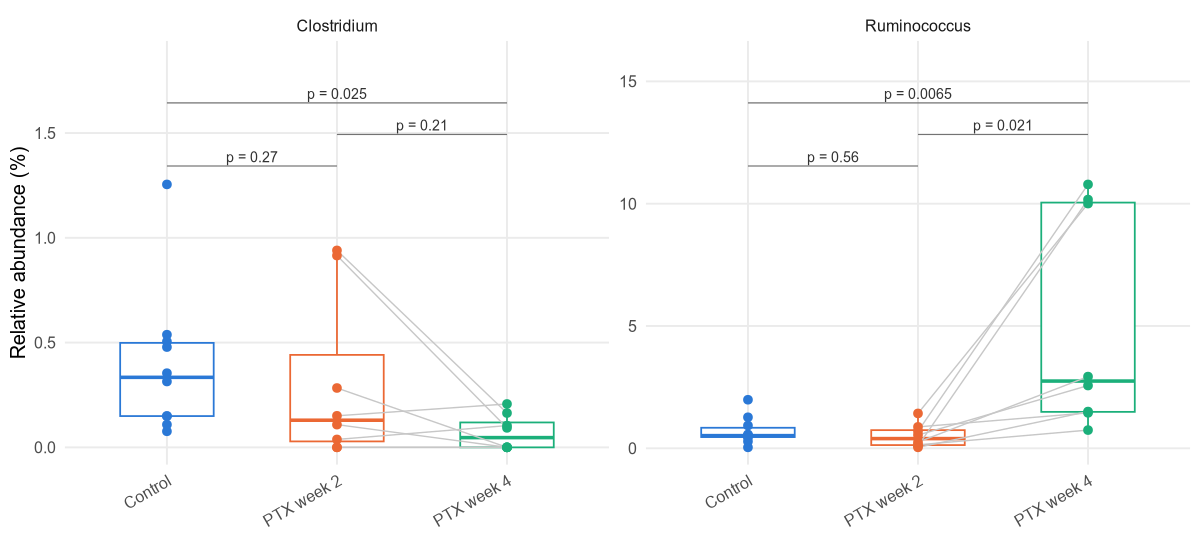 Clostridium
Ruminococcus
Relative abundance (%)
1.5
1.0
0.5
0.0
p = 0.025
p = 0.21
p = 0.27
Control
PTX week 2
PTX week 4
15
10
5
0
p = 0.0065
p = 0.021
p = 0.56
Control
PTX week 2
PTX week 4